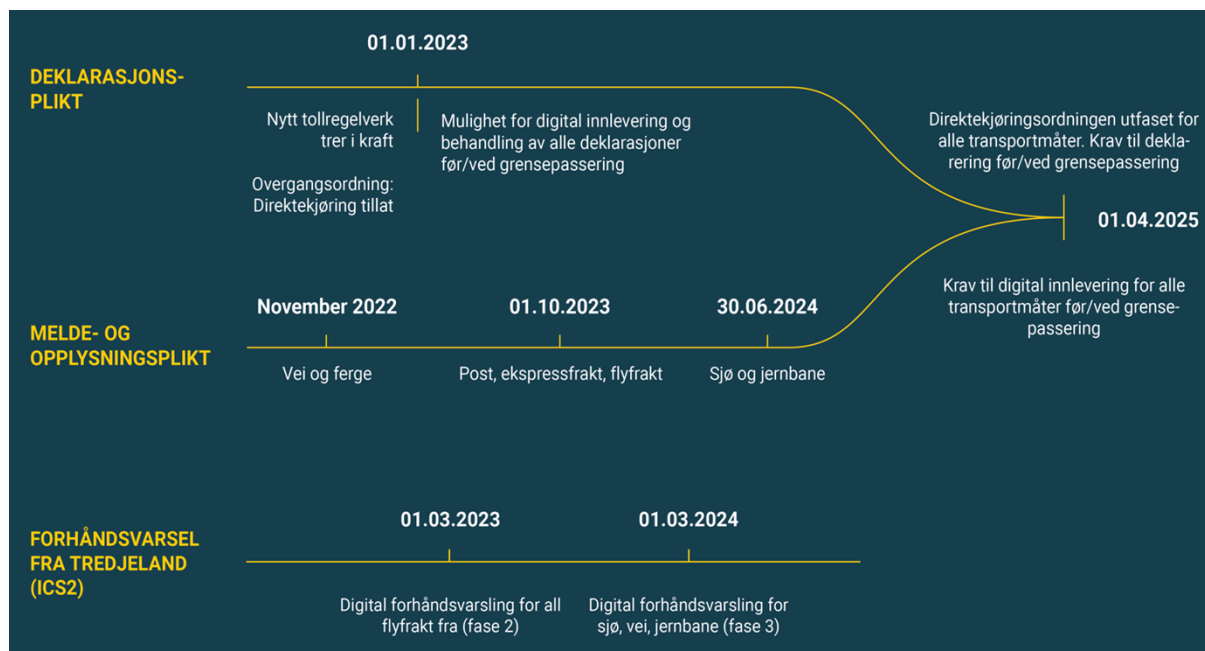 01.01.2023
DEKLARASJONS-
PLIKT
Nytt tollregelverk
trer i kraft
Overgangsordning:
Direktekjøring tillat
Mulighet for digital innlevering og
behandling av alle deklarasjoner
før/ved grensepassering
Direktekjøringsordningen utfaset for
alle transportmåter. Krav til dekla-
rering før/ved grensepassering
01.04.2025
Krav til digital innlevering for alle
transportmåter før/ved grense-
passering
MELDE- OG
OPPLYSNINGSPLIKT
November 2022
Vei og ferge
01.10.2023
Post, ekspressfrakt, flyfrakt
30.06.2024
Sjø og jernbane
FORHÅNDSVARSEL
FRA TREDJELAND
(ICS2)
01.03.2023
Digital forhåndsvarsling for all
flyfrakt fra (fase 2)
01.03.2024
Digital forhåndsvarsling for
sjø, vei, jernbane (fase 3)